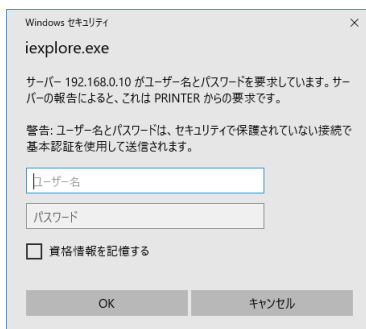 Windows セキュリティ
iexplore.exe
サーバー 192.168.0.10 がユーザー名とパスワードを要求しています。サー
バーの報告によると、これは PRINTER からの要求です。
警告: ユーザー名とパスワードは、セキュリティで保護されていない接続で
基本認証を使用して送信されます。
ユーザー名
パスワード
資格情報を記憶する
OK
キャンセル